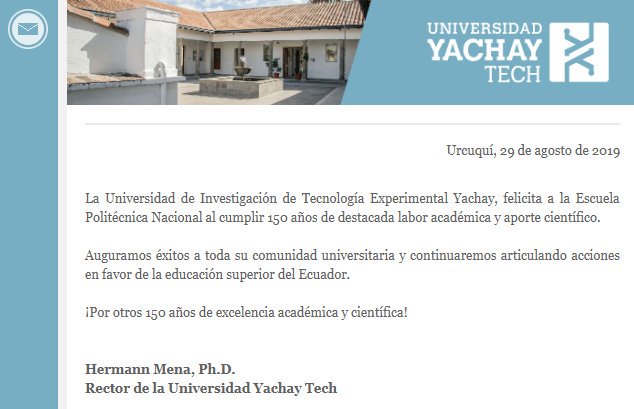 UNIVERSIDAD
YACHAY
TECH
Urcuquí, 29 de agosto de 2019
La Universidad de Investigación de Tecnología Experimental Yachay, felicita a la Escuela
Politécnica Nacional al cumplir 150 años de destacada labor académica y aporte científico.
Auguramos éxitos a toda su comunidad universitaria y continuaremos articulando acciones
en favor de la educación superior del Ecuador.
¡Por otros 150 años de excelencia académica y científica!
Hermann Mena, Ph.D.
Rector de la Universidad Yachay Tech